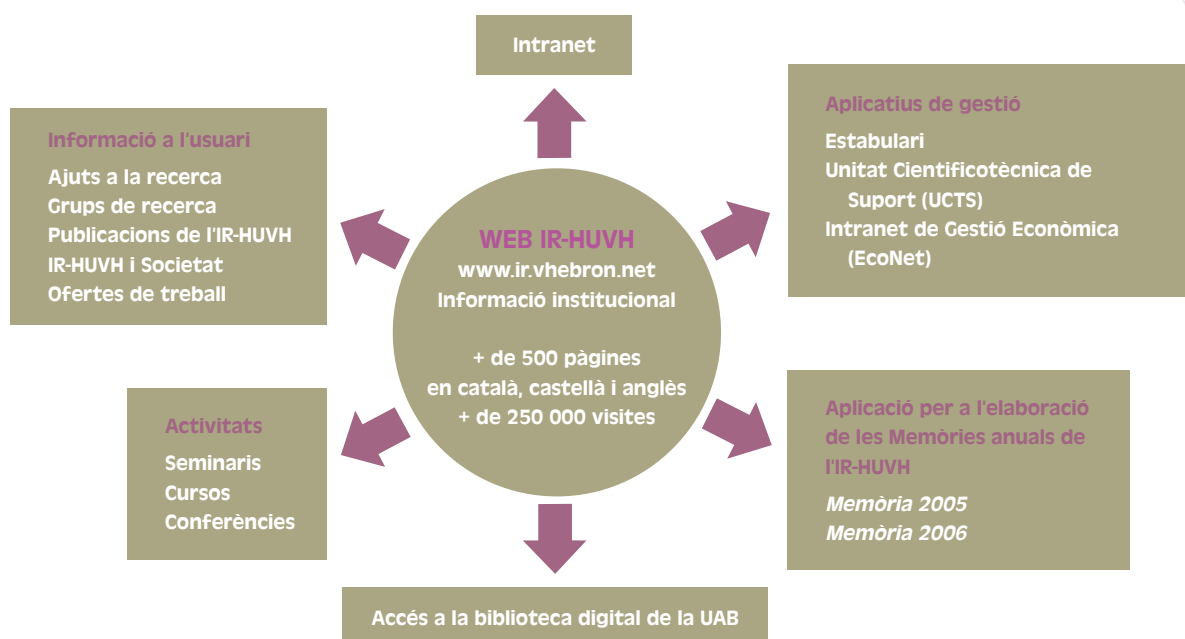 Intranet
Informació a l'usuari
Ajuts a la recerca
Grups de recerca
Publicacions de l'IR-HUVH
IR-HUVH i Societat
Ofertes de treball
Aplicatius de gestió
Estabulari
Unitat Cientificotècnica de
Suport (UCTS)
Intranet de Gestió Econòmica
(EcoNet)
WEB IR-HUVH
www.ir.vhebron.net
Informació institucional
+ de 500 pàgines
en català, castellà i anglès
+ de 250 000 visites
Activitats
Seminaris
Cursos
Conferències
Aplicació per a l'elaboració
de les Memòries anuals de
l'IR-HUVH
Memòria 2005
Memòria 2006
Accés a la biblioteca digital de la UAB